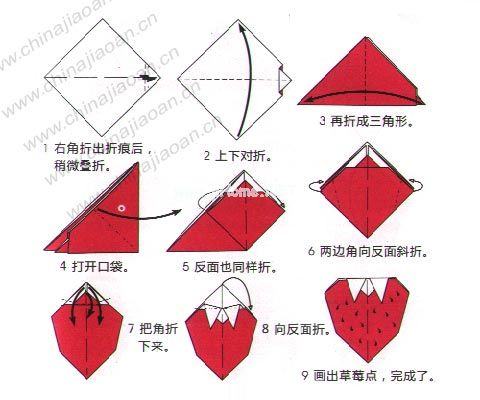 www.chinajiaoan.cn
www.chinajiaoan.cn
www.chinajiaoan.cn
1 右角折出折痕后，
稍微叠折。
2 上下对折。
3 再折成三角形。
4 打开口袋。
5 反面也同样折。
6 两边角向反面斜折。
7 把角折
下来。
8 向反面折。
9 画出草莓点，完成了。